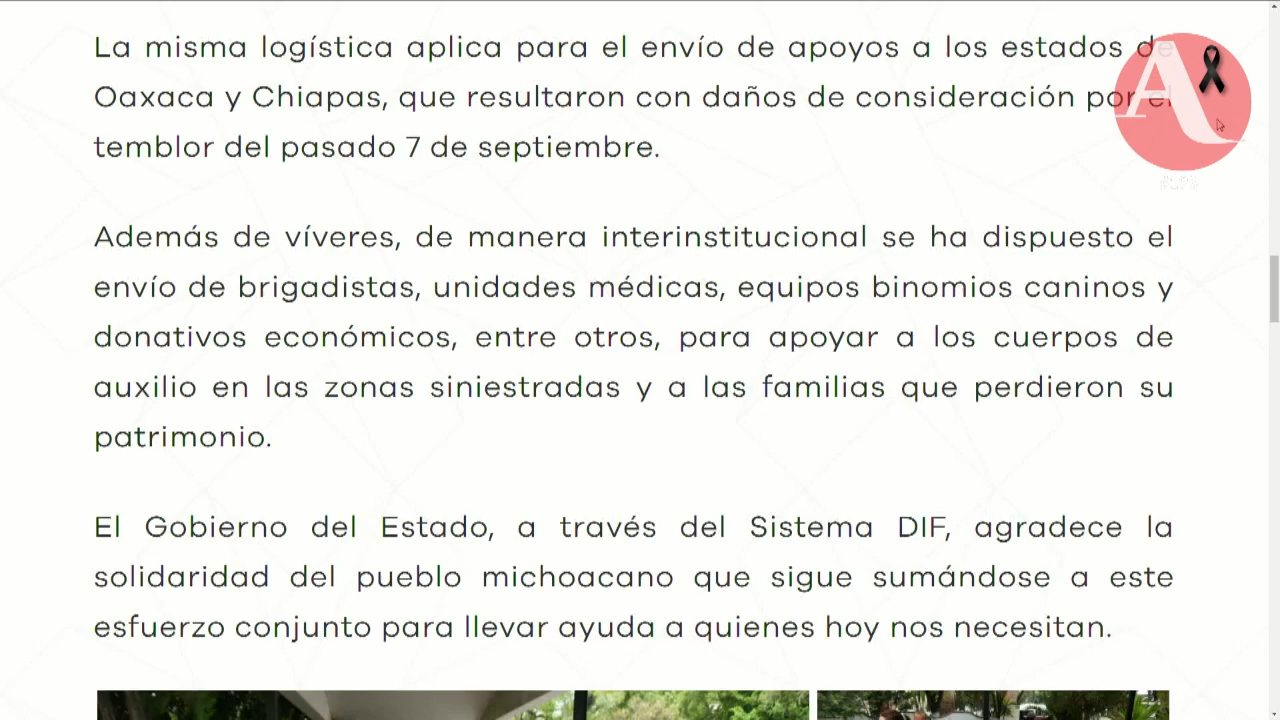 La misma logística aplica para el envío de apoyos a los estados de
Oaxaca y Chiapas, que resultaron con daños de consideración por el
temblor del pasado 7 de septiembre.
Además de víveres, de manera interinstitucional se ha dispuesto el
envío de brigadistas, unidades médicas, equipos binomios caninos y
donativos económicos, entre otros, para apoyar a los cuerpos de
auxilio en las zonas siniestradas y a las familias que perdieron su
patrimonio.
El Gobierno del Estado, a través del Sistema DIF, agradece la
solidaridad del pueblo michoacano que sigue sumándose a este
esfuerzo conjunto para llevar ayuda a quienes hoy nos necesitan.
A